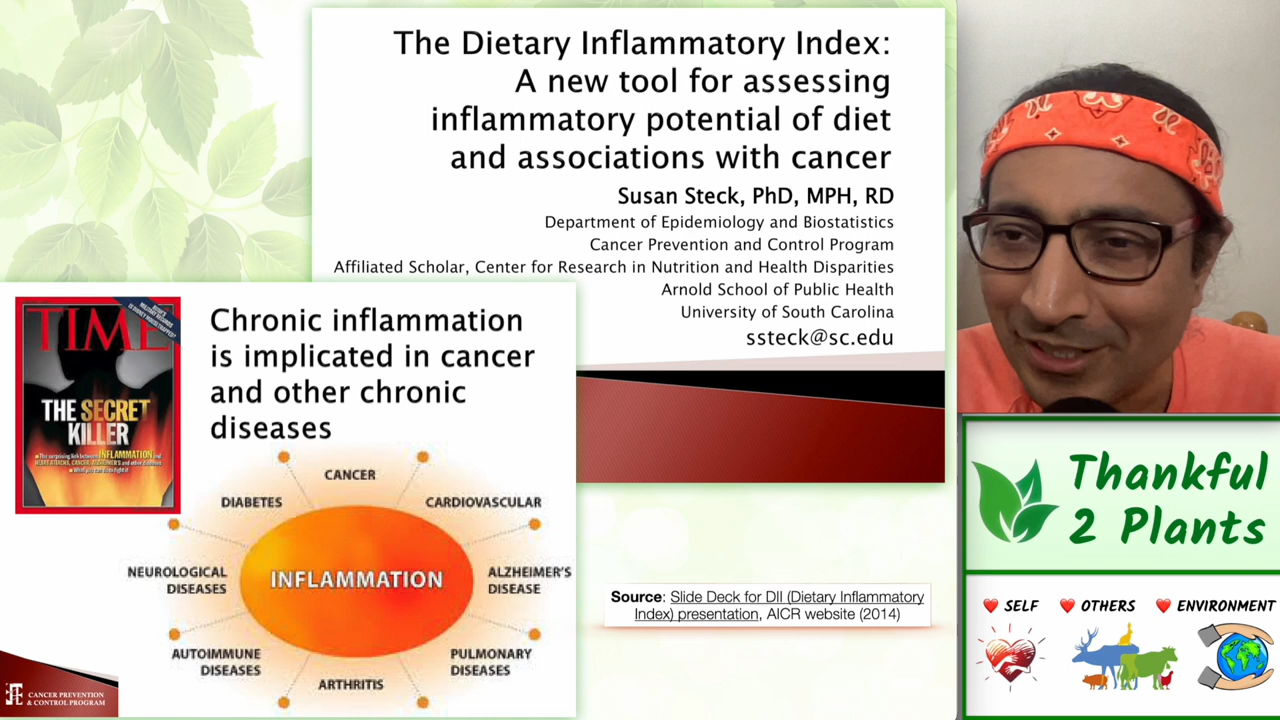 The Dietary Inflammatory Index:
A new tool for assessing
inflammatory potential of diet
and associations with cancer
Susan Steck, PhD, MPH, RD
Department of Epidemiology and Biostatistics
Cancer Prevention and Control Program
Affiliated Scholar, Center for Research in Nutrition and Health Disparities
Arnold School of Public Health
University of South Carolina
ssteck@sc.edu
TIME
THE SECRET
KILLER
INFLAMMATION
Chronic inflammation
is implicated in cancer
and other chronic
diseases
CANCER
DIABETES
CARDIOVASCULAR
NEUROLOGICAL
DISEASES
INFLAMMATION
ALZHEIMER'S
DISEASE
AUTOIMMUNE
DISEASES
PULMONARY
DISEASES
ARTHRITIS
CANCER PREVENTION
& CONTROL PROGRAM
Source: Slide Deck for DII (Dietary Inflammatory
Index) presentation, AICR website (2014)
Thankful
2 Plants
SELF
OTHERS
ENVIRONMENT